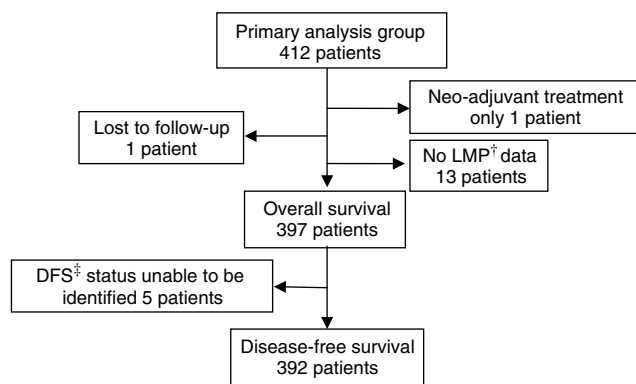 Primary analysis group
412 patients
Neo-adjuvant treatment
only 1 patient
Lost to follow-up
1 patient
No LMP† data
13 patients
Overall survival
397 patients
DFS‡ status unable to be
identified 5 patients
Disease-free survival
392 patients